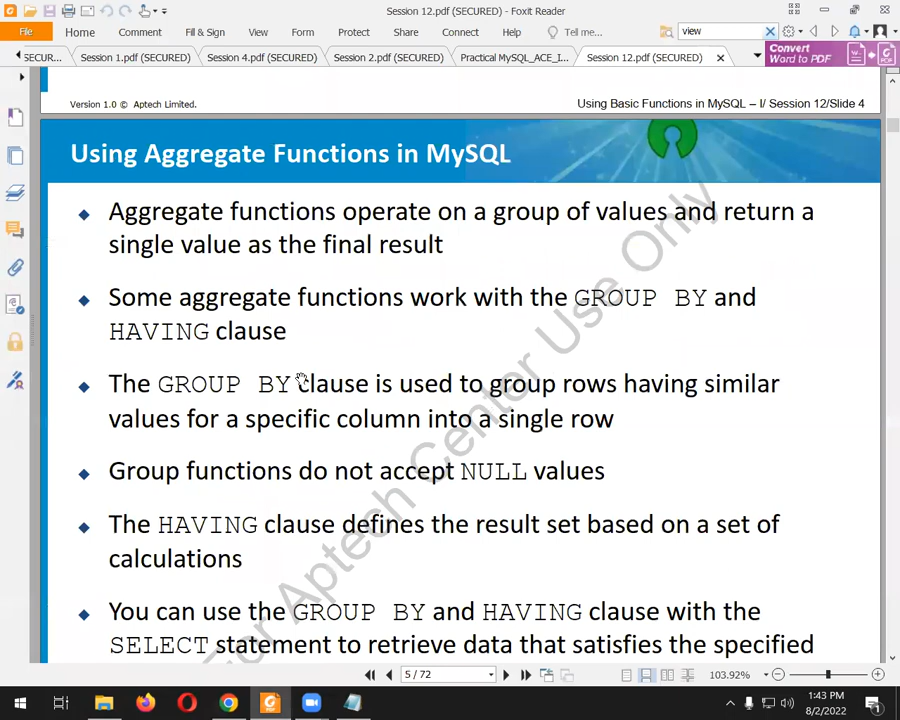 Session 12.pdf (SECURED) - Foxit Reader
File Home Comment Fill & Sign View Form Protect Share Connect Help Tell me... view
SECUR... Session 1.pdf (SECURED) Session 4.pdf (SECURED) Session 2.pdf (SECURED) Practical MySQL_ACE_I... Session 12.pdf (SECURED)
Convert
Word to PDF
Version 1.0 © Aptech Limited. Using Basic Functions in MySQL – I/ Session 12/Slide 4
Using Aggregate Functions in MySQL
Aggregate functions operate on a group of values and return a
single value as the final result
Some aggregate functions work with the GROUP BY and
HAVING clause
The GROUP BY clause is used to group rows having similar
values for a specific column into a single row
Group functions do not accept NULL values
The HAVING clause defines the result set based on a set of
calculations
You can use the GROUP BY and HAVING clause with the
SELECT statement to retrieve data that satisfies the specified
For Aptech Center Use Only
5 / 72 103.92%
1:43 PM
8/2/2022